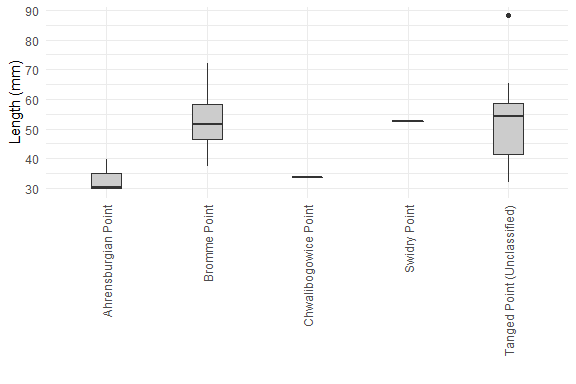 Length (mm)
90
80
70
60
50
40
30
Ahrensburgian Point
Bromme Point
Chwalibogowice Point
Swidry Point
Tanged Point (Unclassified)